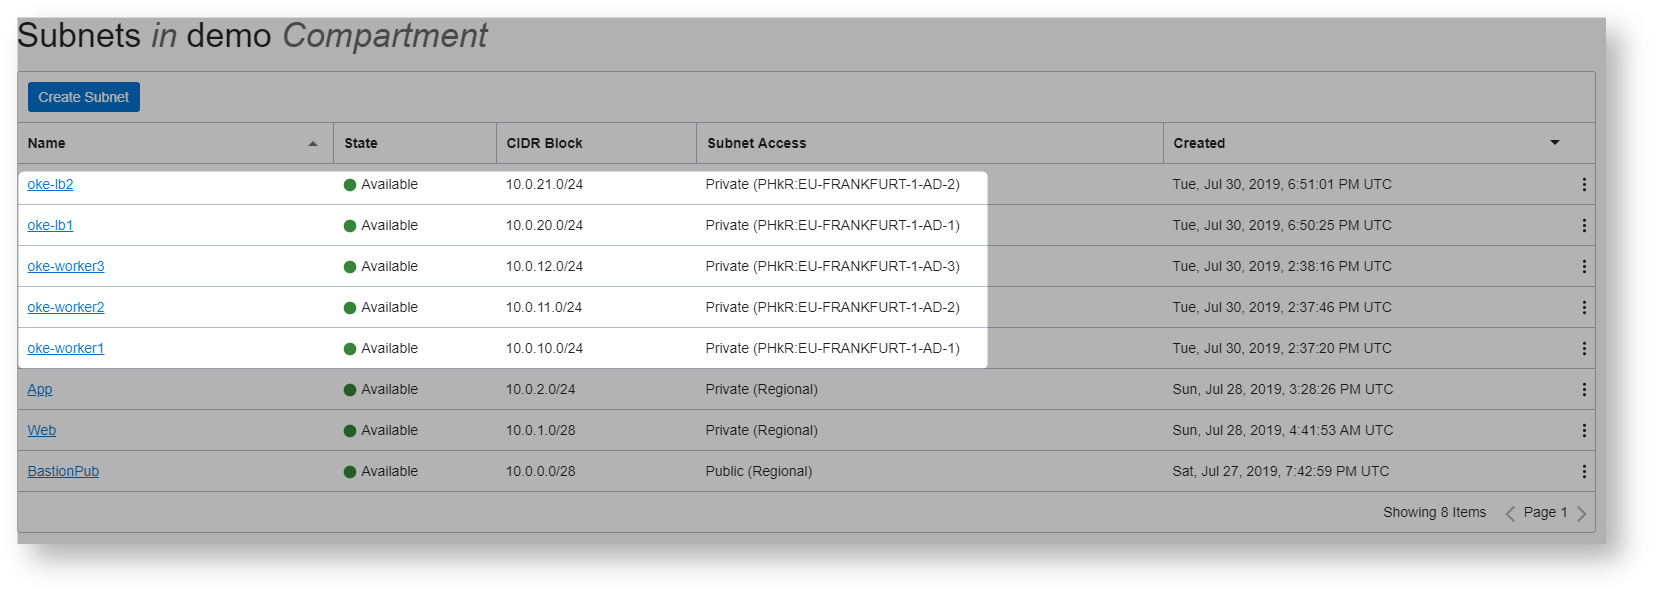 Subnets in demo Compartment
Create Subnet
Name State CIDR Block Subnet Access Created
oke-lb2 Available 10.0.21.0/24 Private (PHkR:EU-FRANKFURT-1-AD-2) Tue, Jul 30, 2019, 6:51:01 PM UTC
oke-lb1 Available 10.0.20.0/24 Private (PHkR:EU-FRANKFURT-1-AD-1) Tue, Jul 30, 2019, 6:50:25 PM UTC
oke-worker3 Available 10.0.12.0/24 Private (PHkR:EU-FRANKFURT-1-AD-3) Tue, Jul 30, 2019, 2:38:16 PM UTC
oke-worker2 Available 10.0.11.0/24 Private (PHkR:EU-FRANKFURT-1-AD-2) Tue, Jul 30, 2019, 2:37:46 PM UTC
oke-worker1 Available 10.0.10.0/24 Private (PHkR:EU-FRANKFURT-1-AD-1) Tue, Jul 30, 2019, 2:37:20 PM UTC
App Available 10.0.2.0/24 Private (Regional) Sun, Jul 28, 2019, 3:28:26 PM UTC
Web Available 10.0.1.0/28 Private (Regional) Sun, Jul 28, 2019, 4:41:53 AM UTC
BastionPub Available 10.0.0.0/28 Public (Regional) Sat, Jul 27, 2019, 7:42:59 PM UTC
Showing 8 Items Page 1